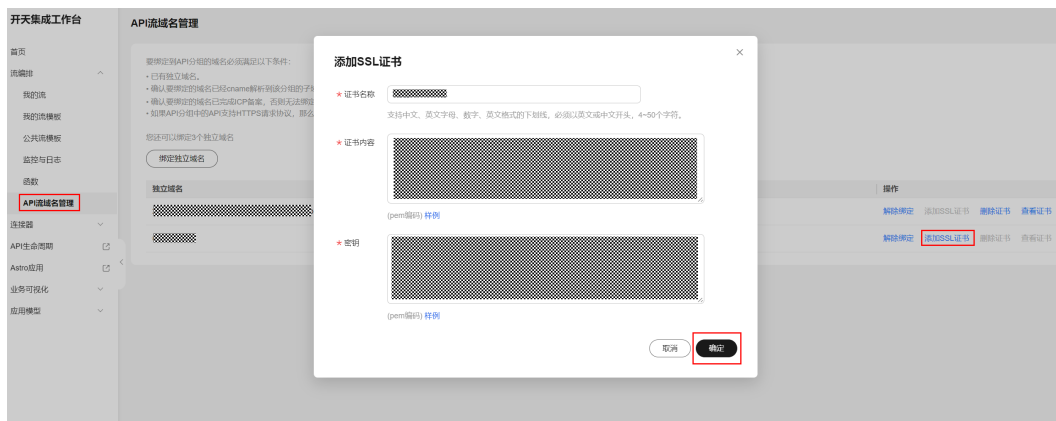 开天集成工作台
API流域名管理
首页
流编排
我的流
我的流模板
公共流模板
监控与日志
函数
API流域名管理
连接器
API生命周期
Astro应用
业务可视化
应用模型
要绑定到API分组的域名必须满足以下条件：
• 已有独立域名。
• 确认要绑定的域名已经cname解析到该分组的子
• 确认要绑定的域名已完成ICP备案，否则无法绑定
• 如果API分组中的API支持HTTPS请求协议，那么
您还可以绑定3个独立域名
绑定独立域名
独立域名
操作
解除绑定 添加SSL证书 删除证书 查看证书
解除绑定 添加SSL证书 删除证书 查看证书
添加SSL证书
* 证书名称
支持中文、英文字母、数字、英文格式的下划线，必须以英文或中文开头，4~50个字符。
* 证书内容
(pem编码) 样例
* 密钥
(pem编码) 样例
取消 确定